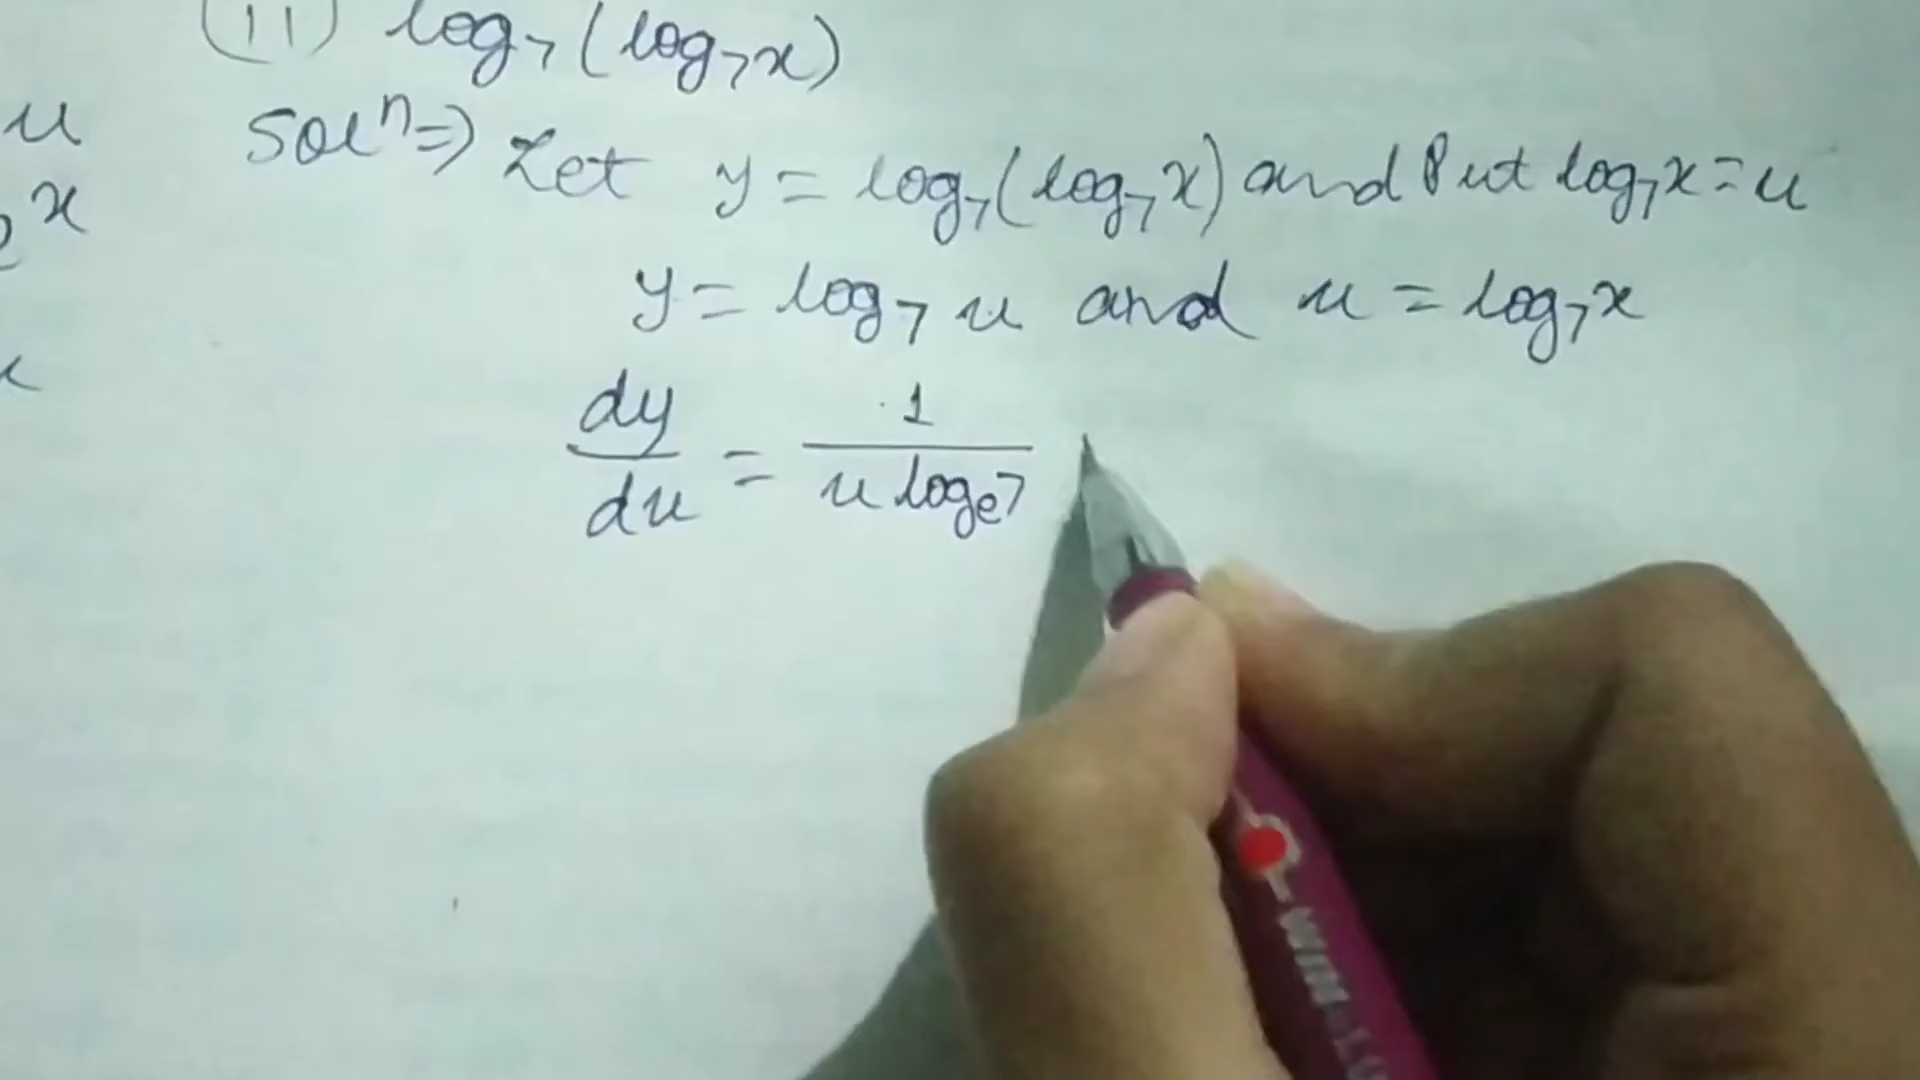 (11) log₇(log₇x)
u
Solⁿ⇒ Let y = log₇(log₇x) and Put log₇x = u
x
y = log₇ u and u = log₇x
dy/du = 1/(u logₑ7)